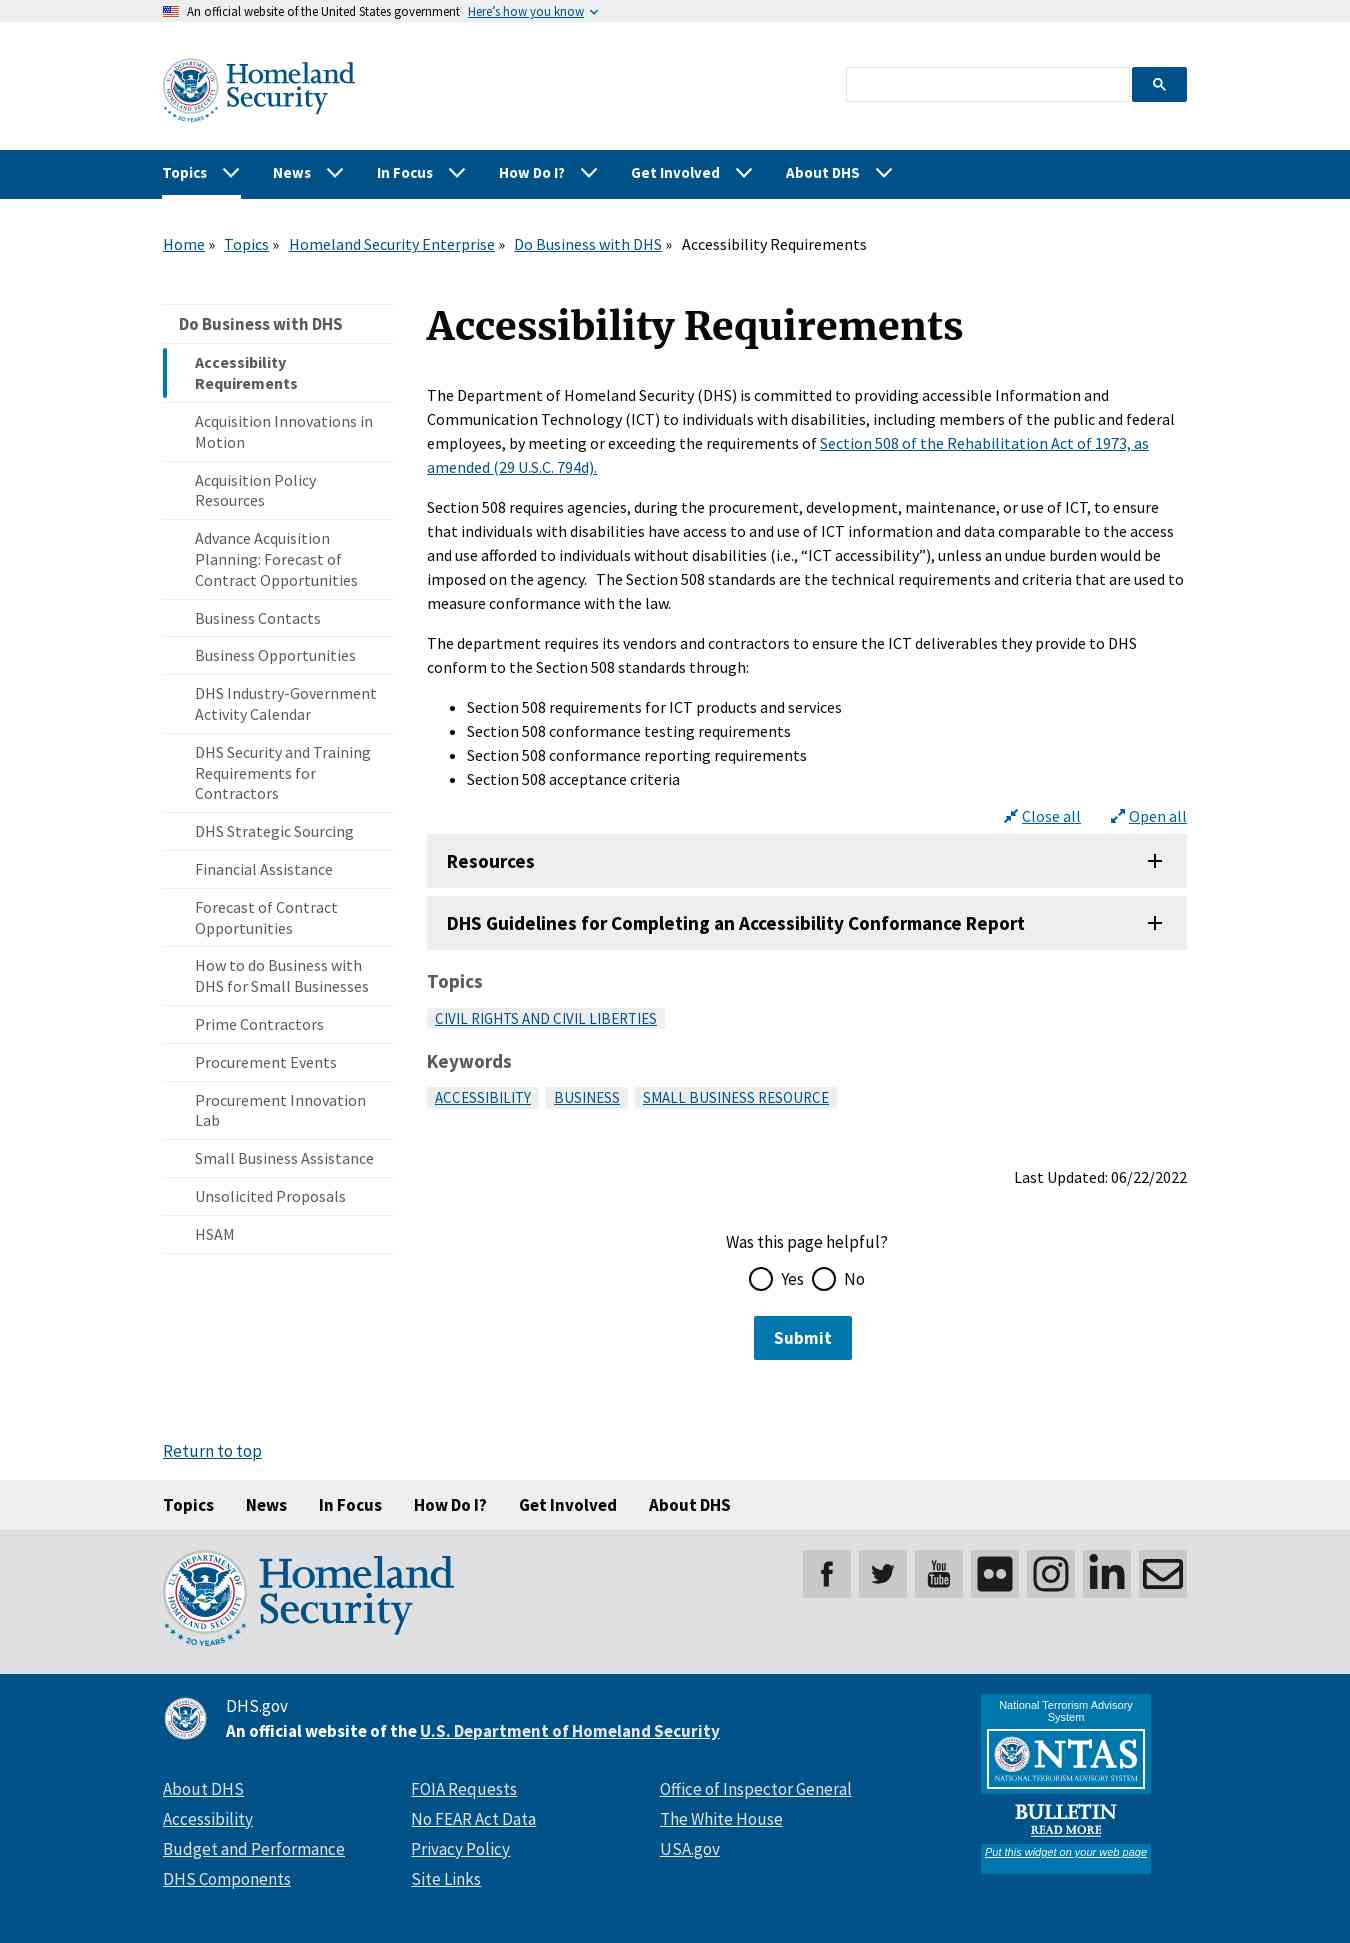 An official website of the United States government Here's how you know
U.S. DEPARTMENT OF HOMELAND SECURITY
20 YEARS
Homeland
Security
Topics News In Focus How Do I? Get Involved About DHS
Home » Topics » Homeland Security Enterprise » Do Business with DHS » Accessibility Requirements
Do Business with DHS
Accessibility
Requirements
Acquisition Innovations in
Motion
Acquisition Policy
Resources
Advance Acquisition
Planning: Forecast of
Contract Opportunities
Business Contacts
Business Opportunities
DHS Industry-Government
Activity Calendar
DHS Security and Training
Requirements for
Contractors
DHS Strategic Sourcing
Financial Assistance
Forecast of Contract
Opportunities
How to do Business with
DHS for Small Businesses
Prime Contractors
Procurement Events
Procurement Innovation
Lab
Small Business Assistance
Unsolicited Proposals
HSAM
Accessibility Requirements
The Department of Homeland Security (DHS) is committed to providing accessible Information and
Communication Technology (ICT) to individuals with disabilities, including members of the public and federal
employees, by meeting or exceeding the requirements of Section 508 of the Rehabilitation Act of 1973, as
amended (29 U.S.C. 794d).
Section 508 requires agencies, during the procurement, development, maintenance, or use of ICT, to ensure
that individuals with disabilities have access to and use of ICT information and data comparable to the access
and use afforded to individuals without disabilities (i.e., “ICT accessibility”), unless an undue burden would be
imposed on the agency. The Section 508 standards are the technical requirements and criteria that are used to
measure conformance with the law.
The department requires its vendors and contractors to ensure the ICT deliverables they provide to DHS
conform to the Section 508 standards through:
• Section 508 requirements for ICT products and services
• Section 508 conformance testing requirements
• Section 508 conformance reporting requirements
• Section 508 acceptance criteria
Close all Open all
Resources
DHS Guidelines for Completing an Accessibility Conformance Report
Topics
CIVIL RIGHTS AND CIVIL LIBERTIES
Keywords
ACCESSIBILITY BUSINESS SMALL BUSINESS RESOURCE
Last Updated: 06/22/2022
Was this page helpful?
Yes No
Submit
Return to top
Topics News In Focus How Do I? Get Involved About DHS
U.S. DEPARTMENT OF HOMELAND SECURITY
20 YEARS
Homeland
Security
You
Tube
DHS.gov
An official website of the U.S. Department of Homeland Security
About DHS
Accessibility
Budget and Performance
DHS Components
FOIA Requests
No FEAR Act Data
Privacy Policy
Site Links
Office of Inspector General
The White House
USA.gov
National Terrorism Advisory
System
NTAS
NATIONAL TERRORISM ADVISORY SYSTEM
BULLETIN
READ MORE
Put this widget on your web page